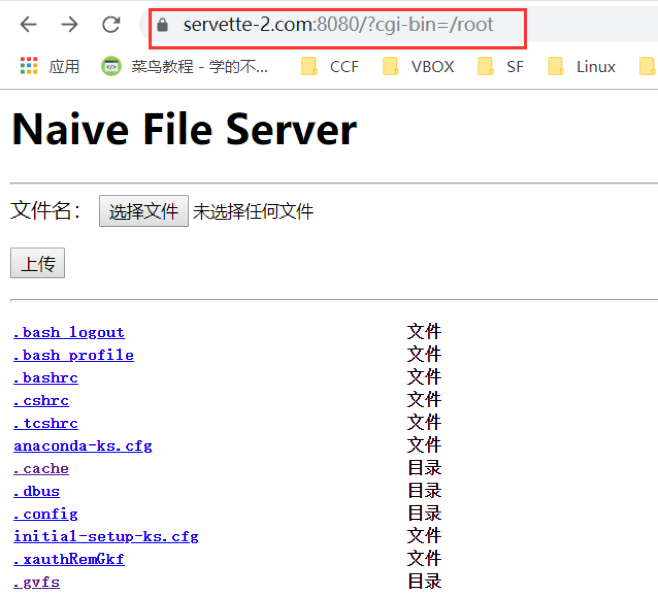 servette-2.com:8080/?cgi-bin=/root
应用 菜鸟教程 - 学的不... CCF VBOX SF Linux
Naive File Server
文件名： 选择文件 未选择任何文件
上传
.bash_logout 文件
.bash_profile 文件
.bashrc 文件
.cshrc 文件
.tcshrc 文件
anaconda-ks.cfg 文件
.cache 目录
.dbus 目录
.config 目录
initial-setup-ks.cfg 文件
.xauthRemGkf 文件
.gvfs 目录